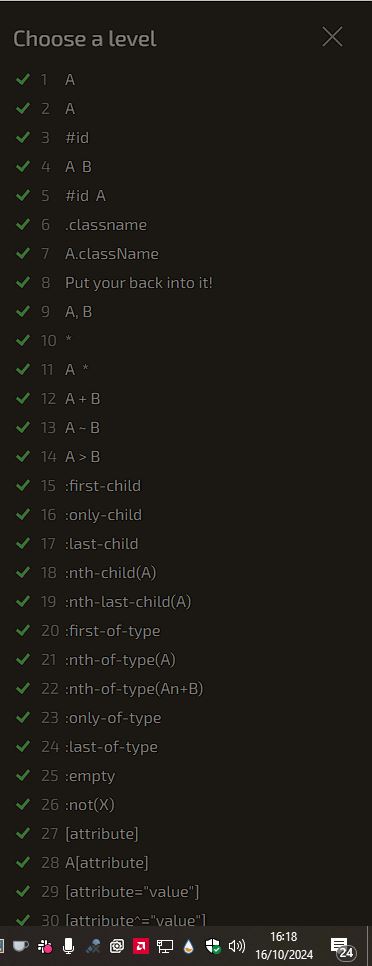 Choose a level
1 A
2 A
3 #id
4 A B
5 #id A
6 .classname
7 A.className
8 Put your back into it!
9 A, B
10 *
11 A *
12 A + B
13 A ~ B
14 A > B
15 :first-child
16 :only-child
17 :last-child
18 :nth-child(A)
19 :nth-last-child(A)
20 :first-of-type
21 :nth-of-type(A)
22 :nth-of-type(An+B)
23 :only-of-type
24 :last-of-type
25 :empty
26 :not(X)
27 [attribute]
28 A[attribute]
29 [attribute="value"]
30 [attribute^="value"]
16:18
16/10/2024
24